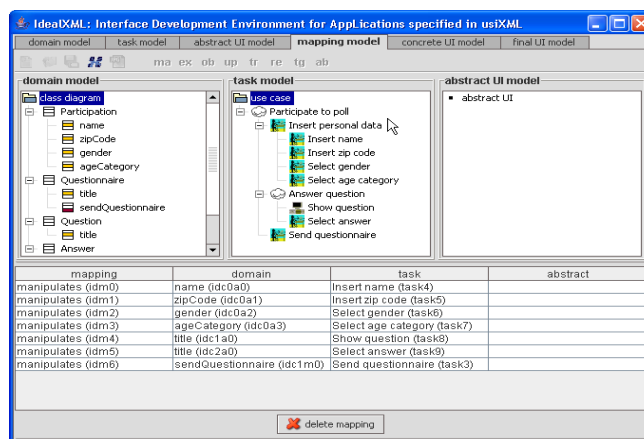 IdealXML: Interface Development Environment for AppLications specified in usiXML
domain model task model abstract UI model mapping model concrete UI model final UI model
ma ex ob up tr re tg ab
domain model
class diagram
Participation
name
zipCode
gender
ageCategory
Questionnaire
title
sendQuestionnaire
Question
title
Answer
task model
use case
Participate to poll
Insert personal data
Insert name
Insert zip code
Select gender
Select age category
Answer question
Show question
Select answer
Send questionnaire
abstract UI model
abstract UI
mapping domain task abstract
manipulates (idm0) name (idc0a0) Insert name (task4)
manipulates (idm1) zipCode (idc0a1) Insert zip code (task5)
manipulates (idm2) gender (idc0a2) Select gender (task6)
manipulates (idm3) ageCategory (idc0a3) Select age category (task7)
manipulates (idm4) title (idc1a0) Show question (task8)
manipulates (idm5) title (idc2a0) Select answer (task9)
manipulates (idm6) sendQuestionnaire (idc1m0) Send questionnaire (task3)
delete mapping